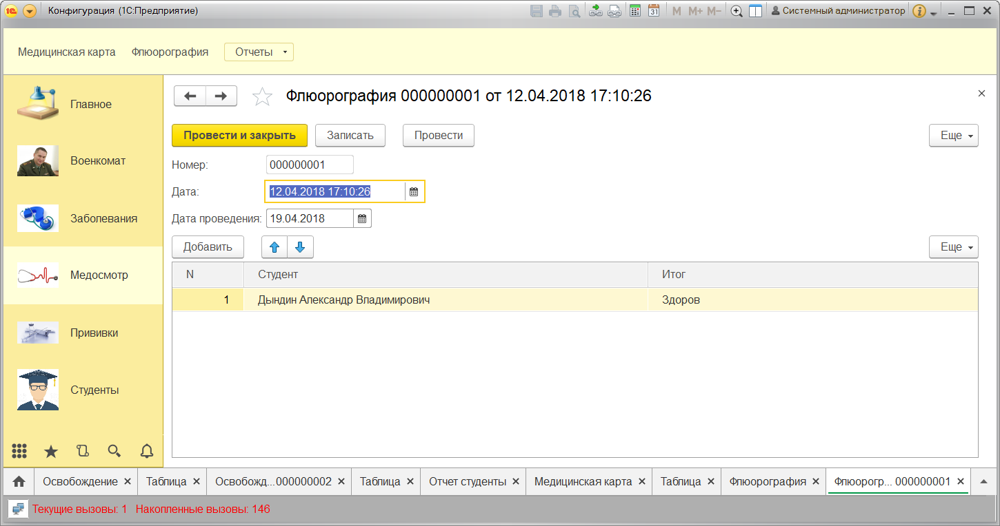 1С Конфигурация (1С:Предприятие) 31 M M+ M− Системный администратор i
Медицинская карта Флюорография Отчеты
Главное
Военкомат
Заболевания
Медосмотр
Прививки
Студенты
Флюорография 000000001 от 12.04.2018 17:10:26
Провести и закрыть Записать Провести Еще
Номер: 000000001
Дата: 12.04.2018 17:10:26
Дата проведения: 19.04.2018
Добавить Еще
N Студент Итог
1 Дындин Александр Владимирович Здоров
Освобождение Таблица Освобожд...000000002 Таблица Отчет студенты Медицинская карта Таблица Флюорография Флюорогр... 000000001
Текущие вызовы: 1 Накопленные вызовы: 146